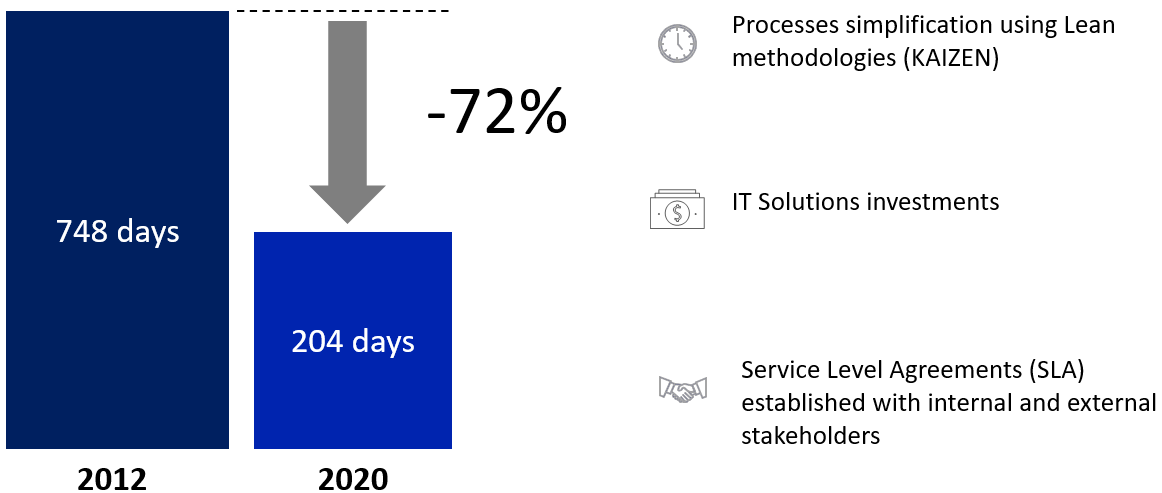 -72%
748 days
204 days
2012
2020
Processes simplification using Lean
methodologies (KAIZEN)
IT Solutions investments
Service Level Agreements (SLA)
established with internal and external
stakeholders